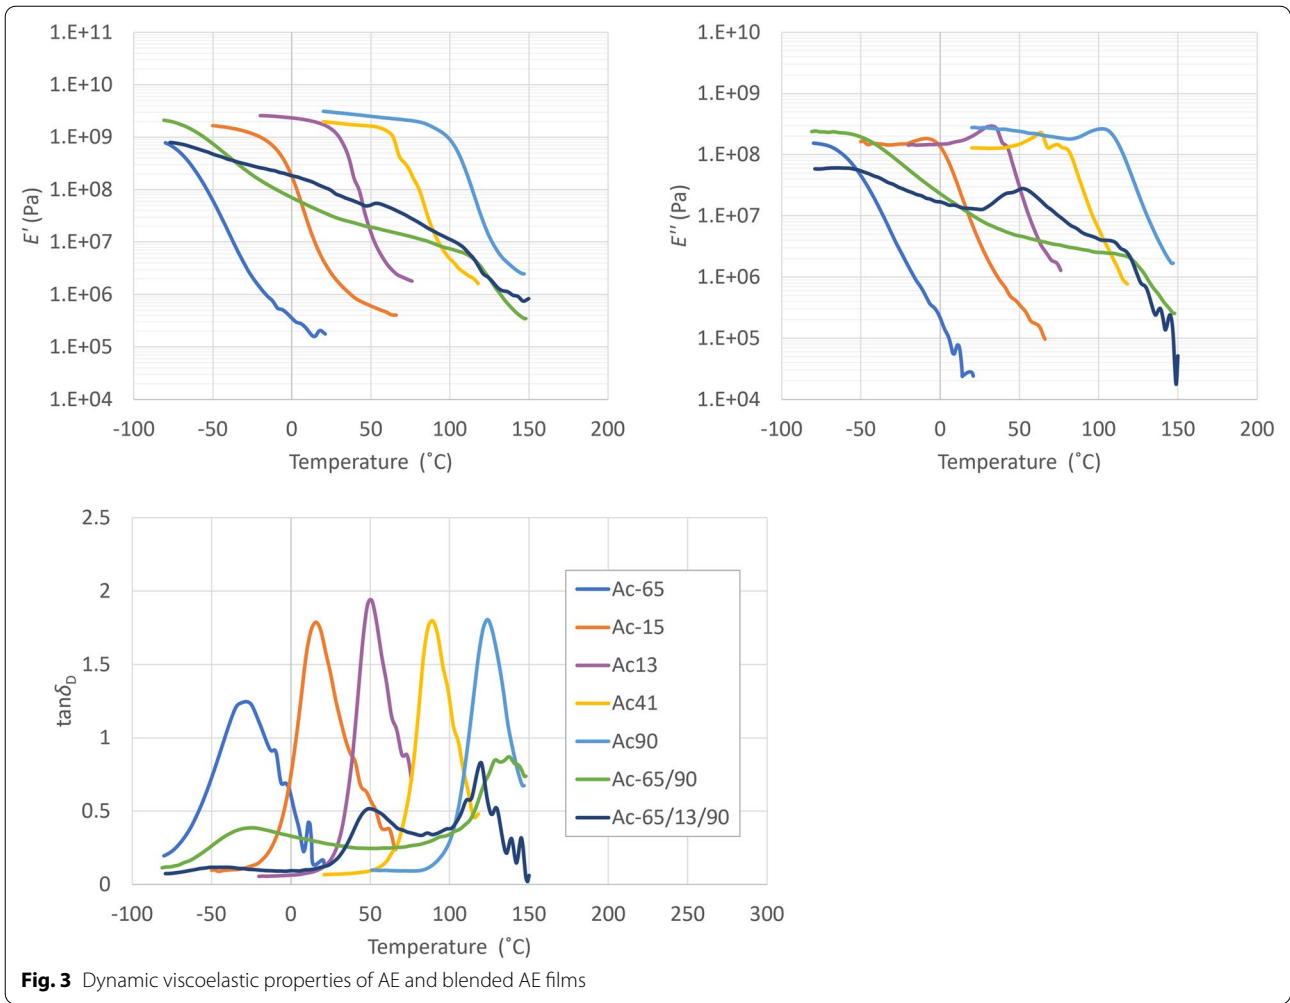 1.E+11
1.E+10
1.E+09
1.E+08
1.E+07
1.E+06
1.E+05
1.E+04
E′ (Pa)
-100 -50 0 50 100 150 200
Temperature (˚C)
1.E+10
1.E+09
1.E+08
1.E+07
1.E+06
1.E+05
1.E+04
E′′ (Pa)
-100 -50 0 50 100 150 200
Temperature (˚C)
2.5
2
1.5
1
0.5
0
tanδD
-100 -50 0 50 100 150 200 250 300
Temperature (˚C)
Ac-65
Ac-15
Ac13
Ac41
Ac90
Ac-65/90
Ac-65/13/90
Fig. 3 Dynamic viscoelastic properties of AE and blended AE films